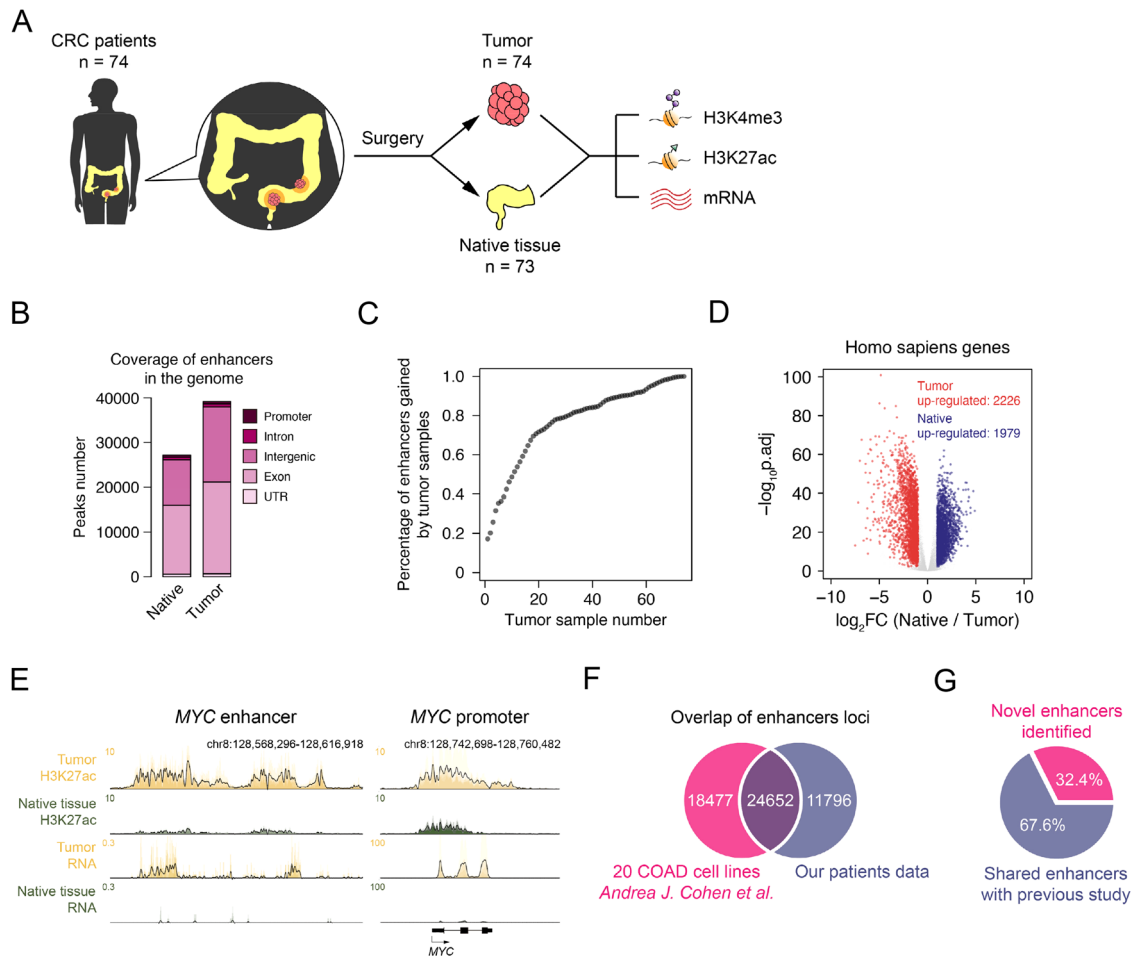 A
CRC patients
n = 74
Surgery
Tumor
n = 74
Native tissue
n = 73
H3K4me3
H3K27ac
mRNA
B
Coverage of enhancers
in the genome
Peaks number
40000
30000
20000
10000
0
Native
Tumor
Promoter
Intron
Intergenic
Exon
UTR
C
Percentage of enhancers gained
by tumor samples
1.0
0.8
0.6
0.4
0.2
0
0
20
40
60
Tumor sample number
D
Homo sapiens genes
−log10p.adj
100
80
60
40
20
0
Tumor
up-regulated: 2226
Native
up-regulated: 1979
−10
−5
0
5
10
log2FC (Native / Tumor)
E
MYC enhancer
MYC promoter
chr8:128,568,296-128,616,918
chr8:128,742,698-128,760,482
Tumor
H3K27ac
10
10
Native tissue
H3K27ac
10
10
Tumor
RNA
0.3
100
Native tissue
RNA
0.3
100
MYC
F
Overlap of enhancers loci
18477
24652
11796
20 COAD cell lines
Andrea J. Cohen et al.
Our patients data
G
Novel enhancers
identified
32.4%
67.6%
Shared enhancers
with previous study